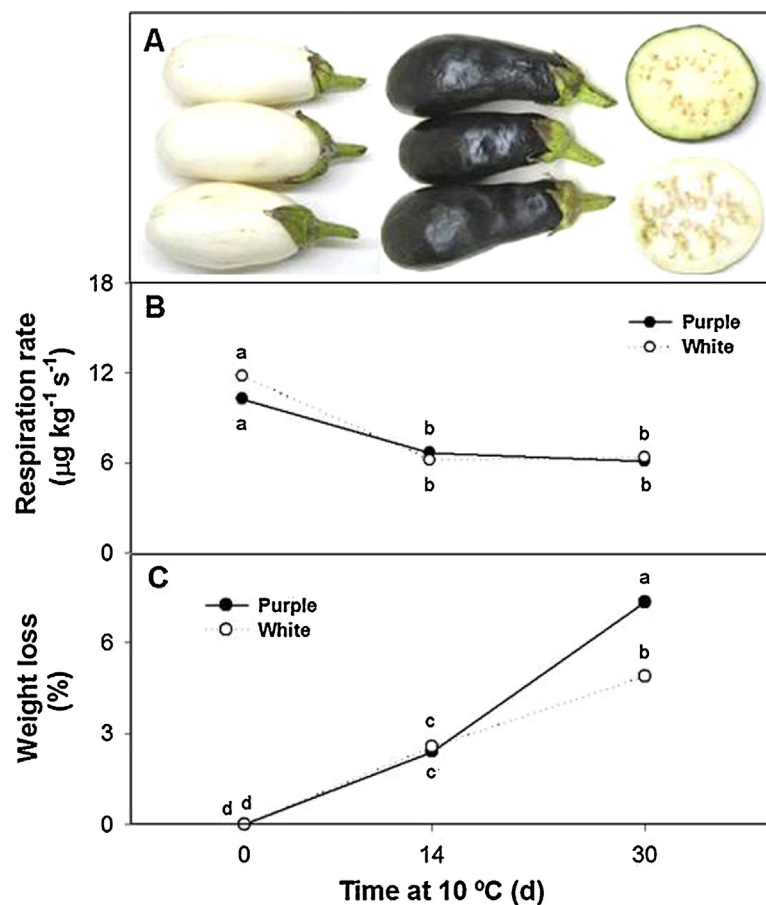 A
18
B
Respiration rate
(µg kg⁻¹ s⁻¹)
12
6
0
Purple
White
a
a
b
b
b
b
C
Weight loss
(%)
6
3
0
Purple
White
a
b
c
c
d d
0 14 30
Time at 10 ºC (d)